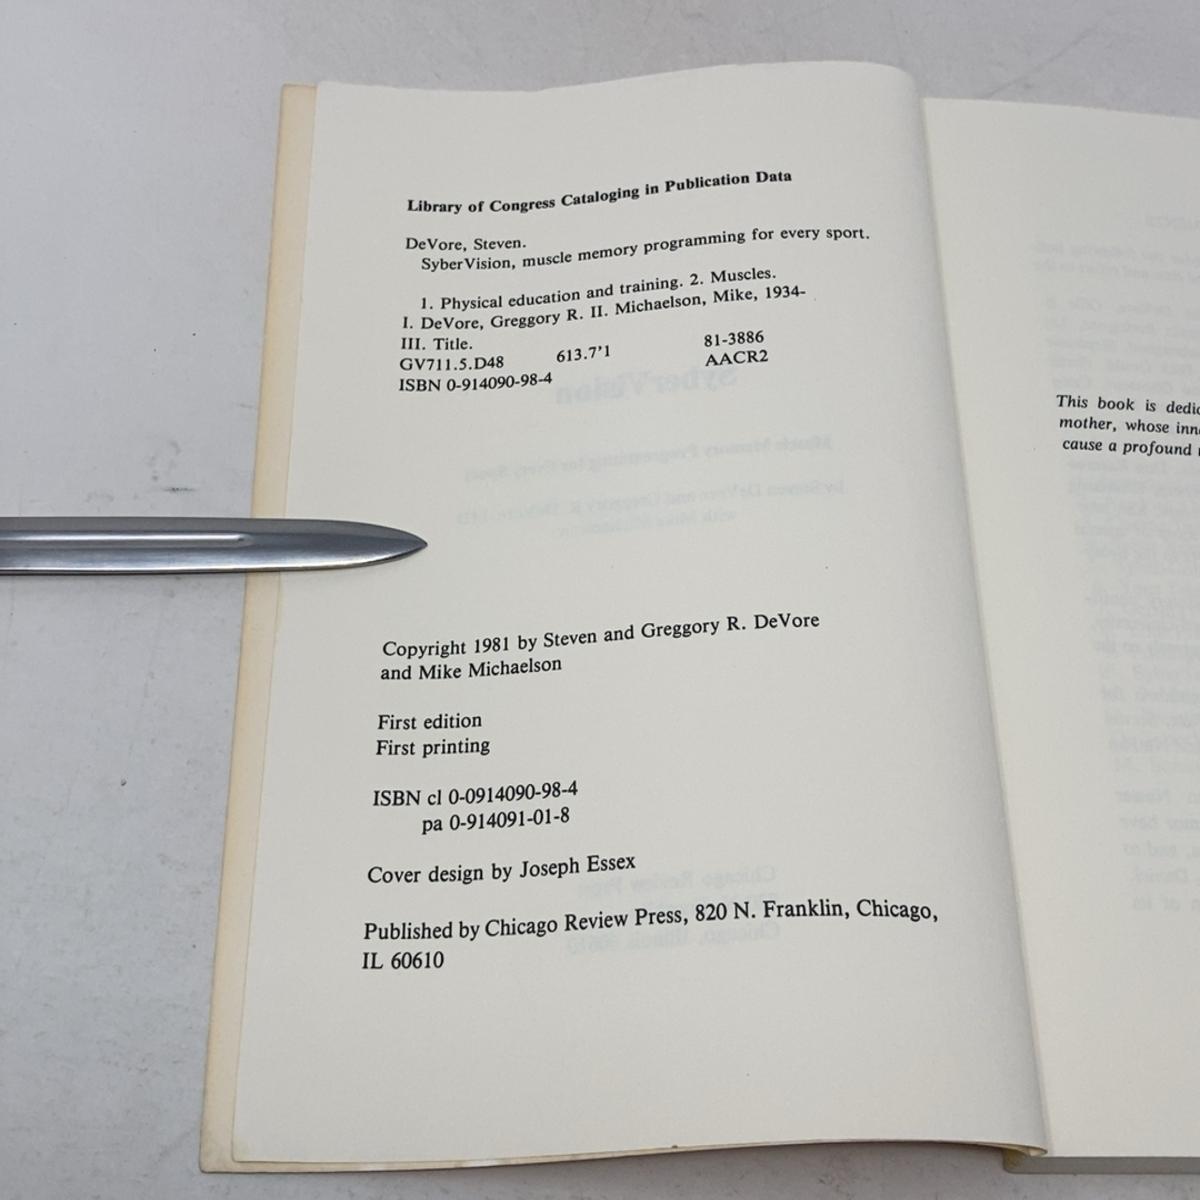 Library of Congress Cataloging in Publication Data
DeVore, Steven.
SyberVision, muscle memory programming for every sport.
1. Physical education and training. 2. Muscles.
I. DeVore, Greggory R. II. Michaelson, Mike, 1934-
III. Title.
GV711.5.D48 613.7'1 81-3886
ISBN 0-914090-98-4 AACR2
Copyright 1981 by Steven and Greggory R. DeVore
and Mike Michaelson
First edition
First printing
ISBN cl 0-0914090-98-4
pa 0-914091-01-8
Cover design by Joseph Essex
Published by Chicago Review Press, 820 N. Franklin, Chicago,
IL 60610
This book is
mother, whose
cause a profound